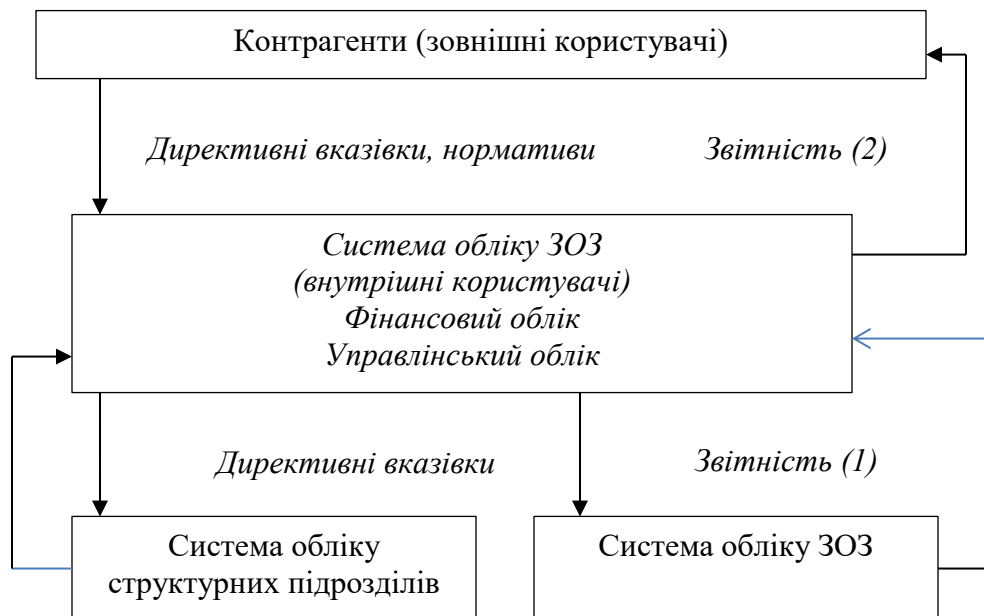 Контрагенти (зовнішні користувачі)
Директивні вказівки, нормативи
Звітність (2)
Система обліку ЗОЗ
(внутрішні користувачі)
Фінансовий облік
Управлінський облік
Директивні вказівки
Звітність (1)
Система обліку
структурних підрозділів
Система обліку ЗОЗ